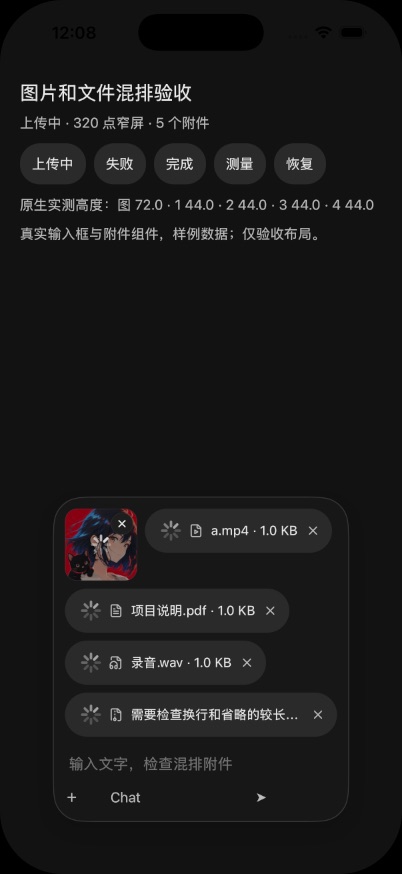 12:08
图片和文件混排验收
上传中 · 320 点窄屏 · 5 个附件
上传中 失败 完成 测量 恢复
原生实测高度：图 72.0 · 1 44.0 · 2 44.0 · 3 44.0 · 4 44.0
真实输入框与附件组件，样例数据；仅验收布局。
a.mp4 · 1.0 KB
项目说明.pdf · 1.0 KB
录音.wav · 1.0 KB
需要检查换行和省略的较长...
输入文字，检查混排附件
Chat